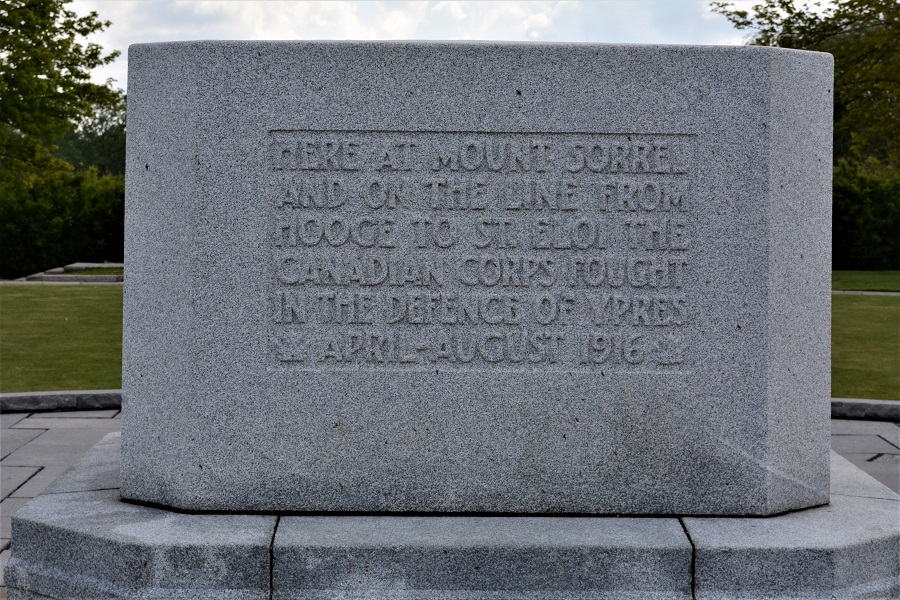 HERE AT MOUNT SORREL
AND ON THE LINE FROM
HOOGE TO ST. ELOI THE
CANADIAN CORPS FOUGHT
IN THE DEFENCE OF YPRES
APRIL-AUGUST 1916